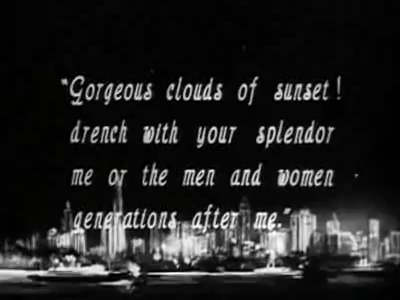 "Gorgeous clouds of sunset!
drench with your splendor
me or the men and women
generations after me."